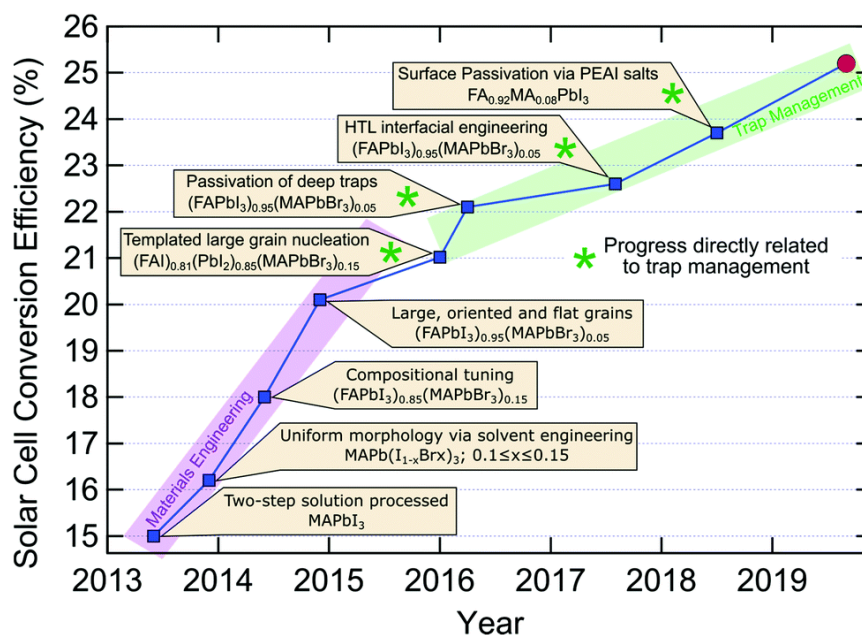 Solar Cell Conversion Efficiency (%)
26
25
24
23
22
21
20
19
18
17
16
15
Surface Passivation via PEAI salts
FA₀.₉₂MA₀.₀₈PbI₃
HTL interfacial engineering
(FAPbI₃)₀.₉₅(MAPbBr₃)₀.₀₅
Passivation of deep traps
(FAPbI₃)₀.₉₅(MAPbBr₃)₀.₀₅
Templated large grain nucleation
(FAI)₀.₈₁(PbI₂)₀.₈₅(MAPbBr₃)₀.₁₅
Trap Management
* Progress directly related
to trap management
Large, oriented and flat grains
(FAPbI₃)₀.₉₅(MAPbBr₃)₀.₀₅
Compositional tuning
(FAPbI₃)₀.₈₅(MAPbBr₃)₀.₁₅
Uniform morphology via solvent engineering
MAPb(I₁₋ₓBrx)₃; 0.1≤x≤0.15
Two-step solution processed
MAPbI₃
Materials Engineering
2013 2014 2015 2016 2017 2018 2019
Year